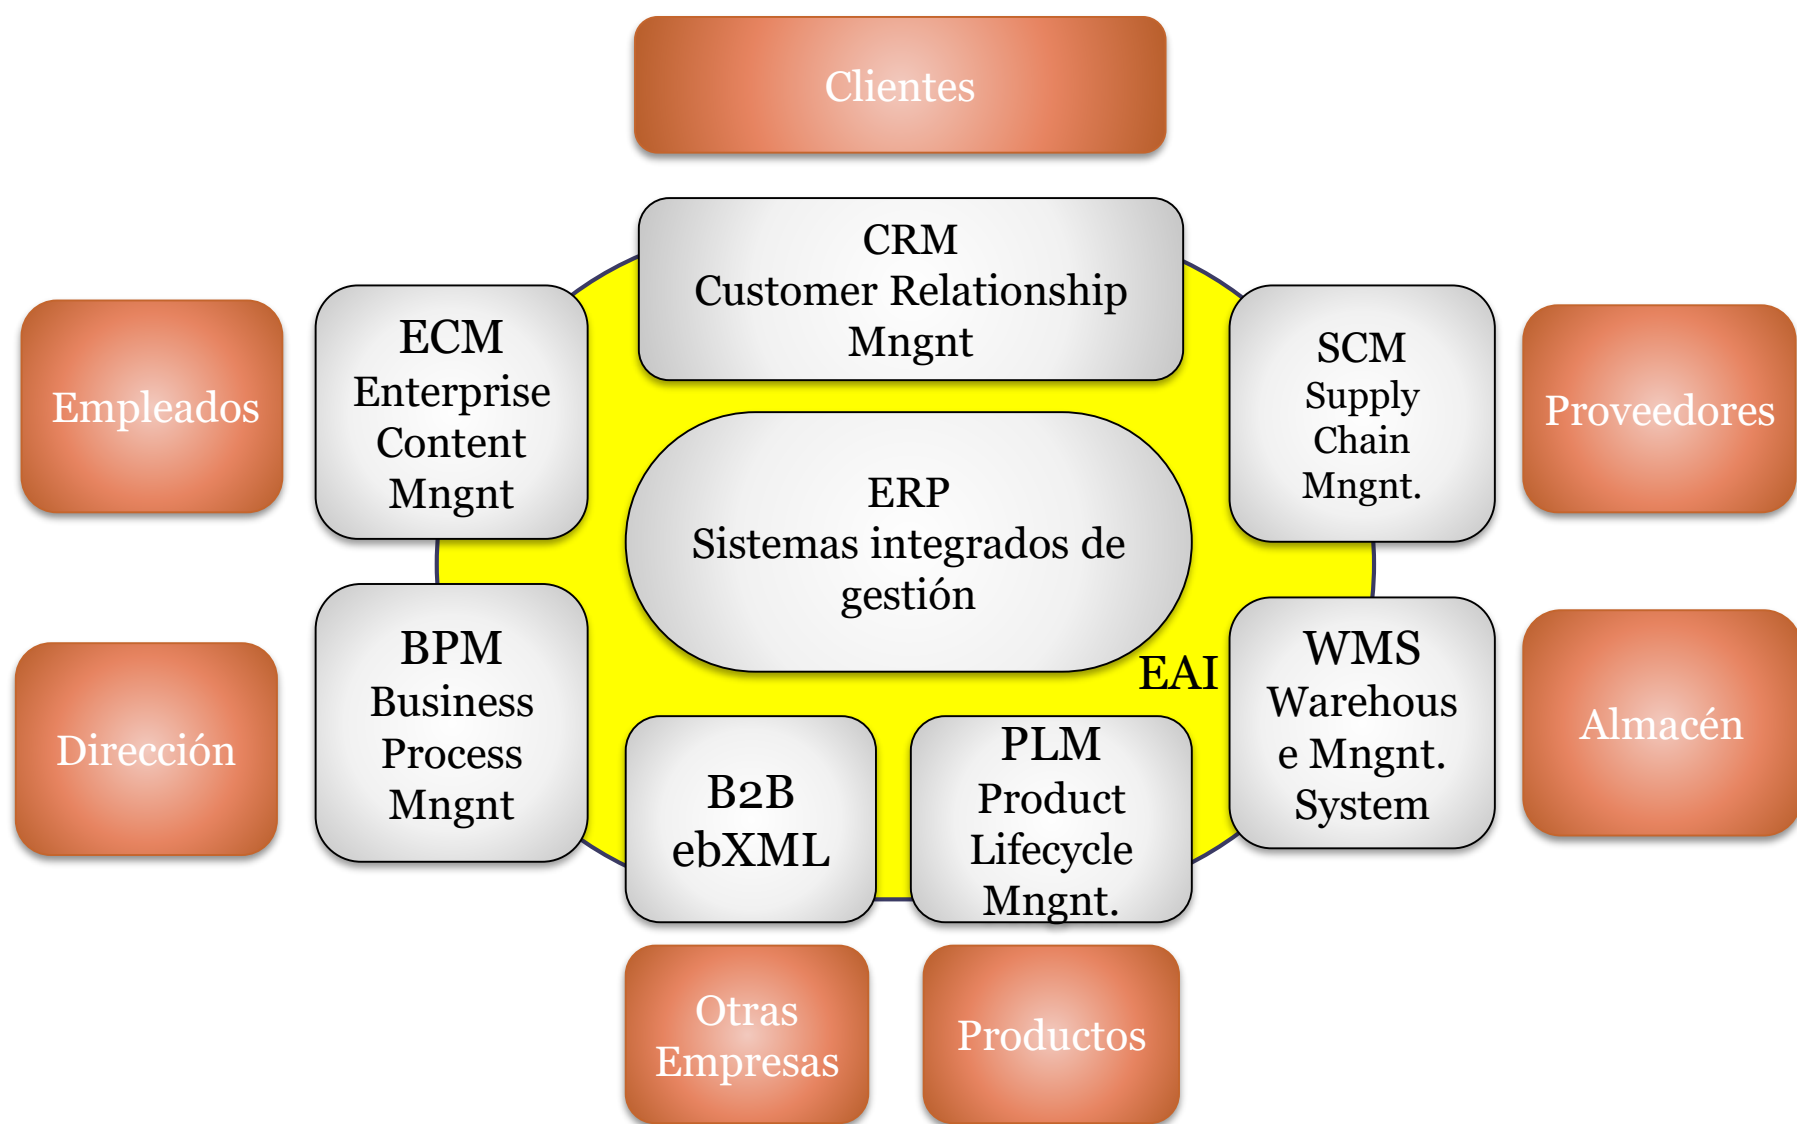 Clientes
CRM
Customer Relationship
Mngnt
Empleados
ECM
Enterprise
Content
Mngnt
SCM
Supply
Chain
Mngnt.
Proveedores
ERP
Sistemas integrados de
gestión
EAI
Dirección
BPM
Business
Process
Mngnt
B2B
ebXML
PLM
Product
Lifecycle
Mngnt.
WMS
Warehous
e Mngnt.
System
Almacén
Otras
Empresas
Productos